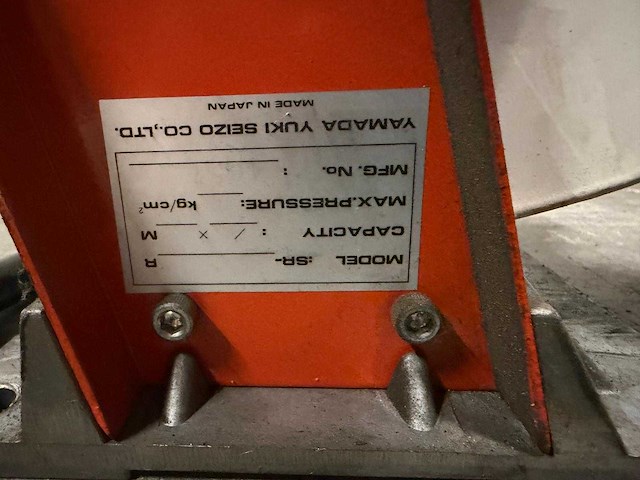 MODEL :SR- R
CAPACITY : / × M
MAX.PRESSURE: kg/cm²
MFG. No. :
YAMADA YUKI SEIZO CO.,LTD.
MADE IN JAPAN